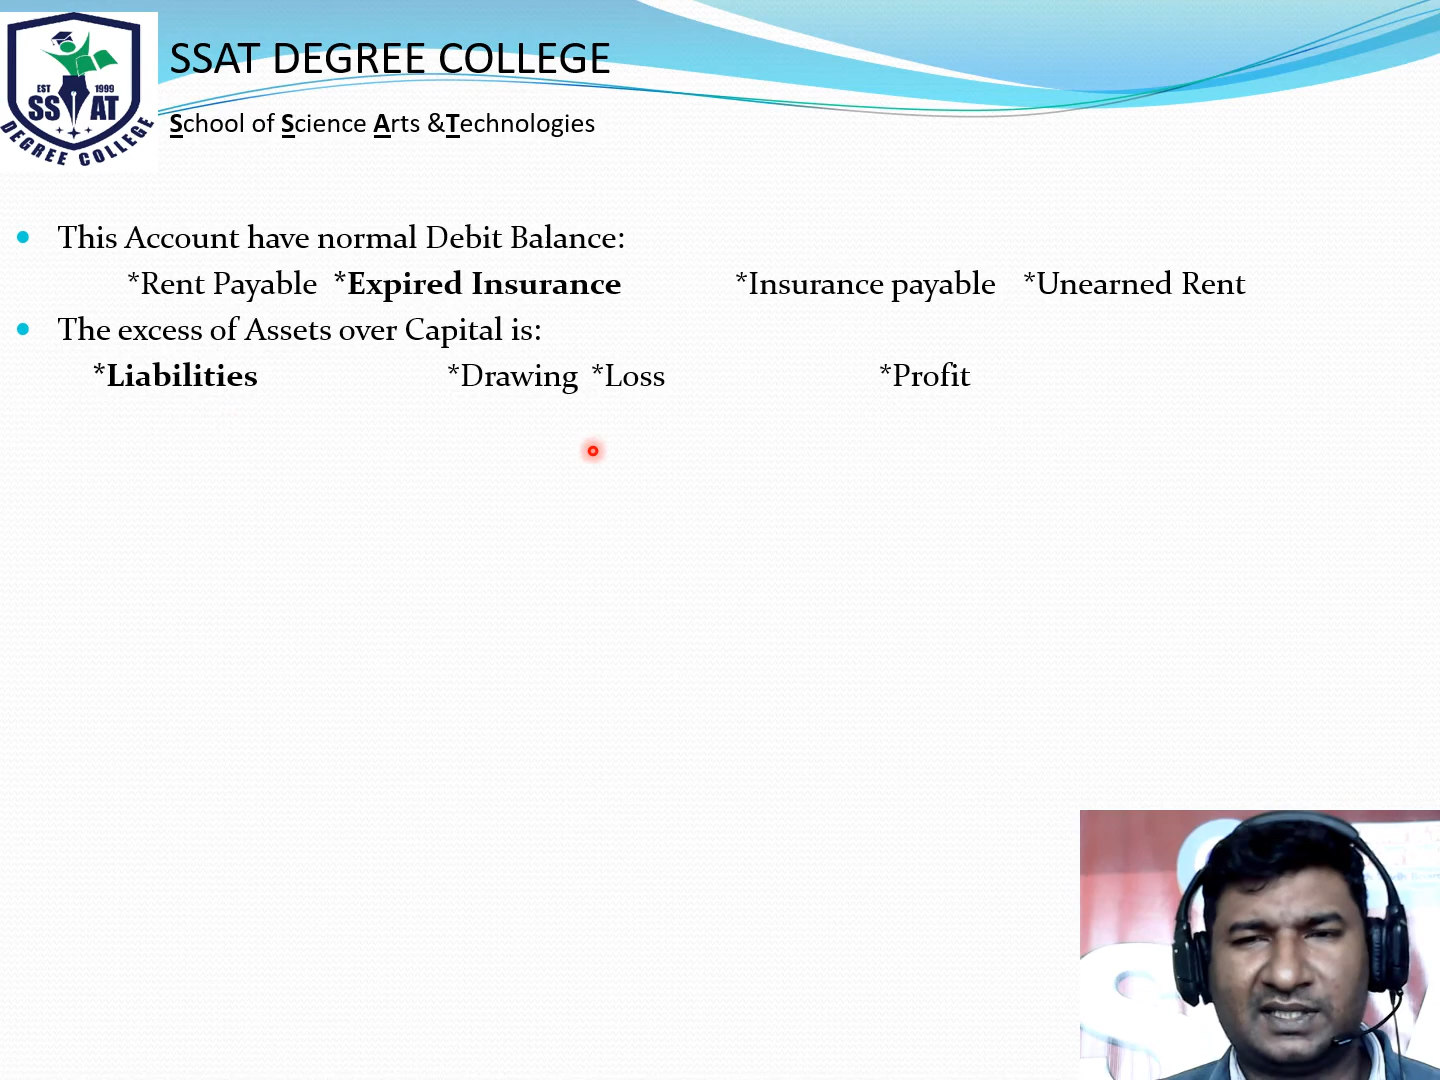 EST 1999
SS AT
DEGREE COLLEGE
SSAT DEGREE COLLEGE
School of Science Arts &Technologies
This Account have normal Debit Balance:
*Rent Payable *Expired Insurance *Insurance payable *Unearned Rent
The excess of Assets over Capital is:
*Liabilities *Drawing *Loss *Profit